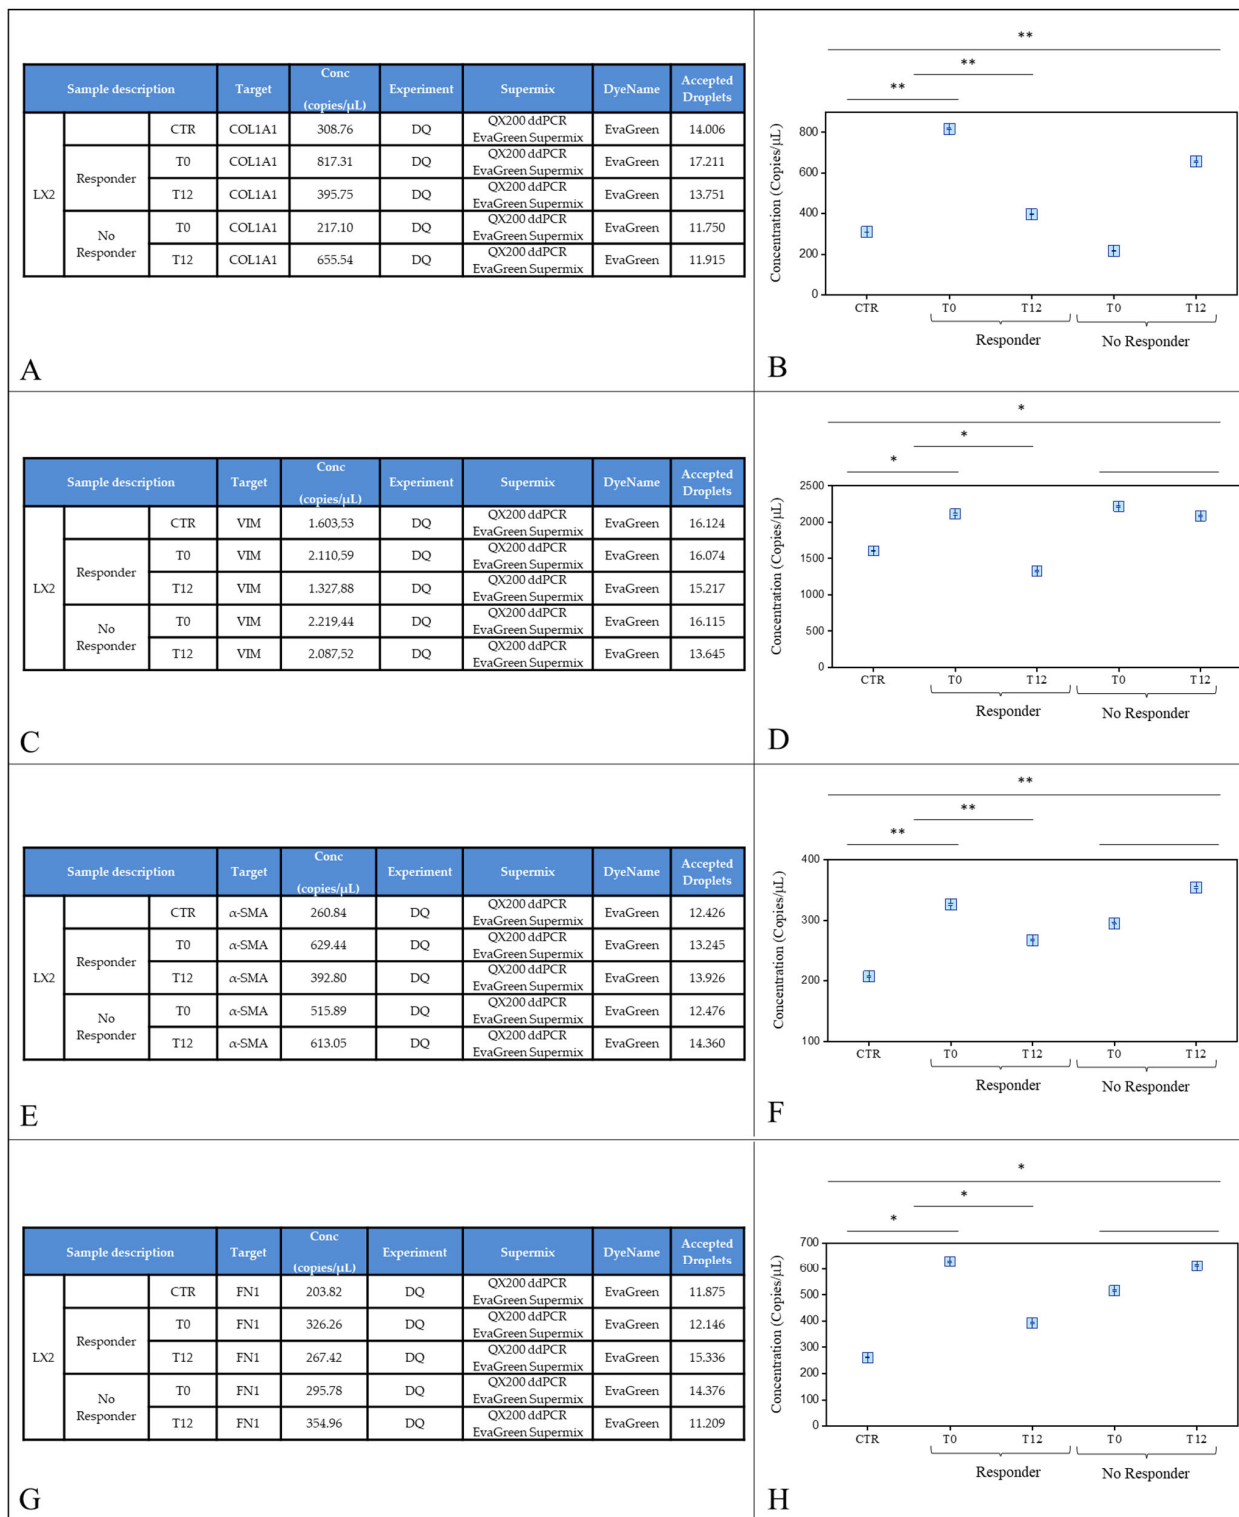 Sample description Target Conc (copies/µL) Experiment Supermix DyeName Accepted Droplets
LX2 CTR COL1A1 308.76 DQ QX200 ddPCR EvaGreen Supermix EvaGreen 14.006
Responder T0 COL1A1 817.31 DQ QX200 ddPCR EvaGreen Supermix EvaGreen 17.211
T12 COL1A1 395.75 DQ QX200 ddPCR EvaGreen Supermix EvaGreen 13.751
No Responder T0 COL1A1 217.10 DQ QX200 ddPCR EvaGreen Supermix EvaGreen 11.750
T12 COL1A1 655.54 DQ QX200 ddPCR EvaGreen Supermix EvaGreen 11.915
A
**
**
**
Concentration (Copies/µL)
800
600
400
200
0
CTR T0 T12 T0 T12
Responder No Responder
B
Sample description Target Conc (copies/µL) Experiment Supermix DyeName Accepted Droplets
LX2 CTR VIM 1.603,53 DQ QX200 ddPCR EvaGreen Supermix EvaGreen 16.124
Responder T0 VIM 2.110,59 DQ QX200 ddPCR EvaGreen Supermix EvaGreen 16.074
T12 VIM 1.327,88 DQ QX200 ddPCR EvaGreen Supermix EvaGreen 15.217
No Responder T0 VIM 2.219,44 DQ QX200 ddPCR EvaGreen Supermix EvaGreen 16.115
T12 VIM 2.087,52 DQ QX200 ddPCR EvaGreen Supermix EvaGreen 13.645
C
*
*
*
Concentration (Copies/µL)
2500
2000
1500
1000
500
0
CTR T0 T12 T0 T12
Responder No Responder
D
Sample description Target Conc (copies/µL) Experiment Supermix DyeName Accepted Droplets
LX2 CTR α-SMA 260.84 DQ QX200 ddPCR EvaGreen Supermix EvaGreen 12.426
Responder T0 α-SMA 629.44 DQ QX200 ddPCR EvaGreen Supermix EvaGreen 13.245
T12 α-SMA 392.80 DQ QX200 ddPCR EvaGreen Supermix EvaGreen 13.926
No Responder T0 α-SMA 515.89 DQ QX200 ddPCR EvaGreen Supermix EvaGreen 12.476
T12 α-SMA 613.05 DQ QX200 ddPCR EvaGreen Supermix EvaGreen 14.360
E
**
**
**
Concentration (Copies/µL)
400
300
200
100
CTR T0 T12 T0 T12
Responder No Responder
F
Sample description Target Conc (copies/µL) Experiment Supermix DyeName Accepted Droplets
LX2 CTR FN1 203.82 DQ QX200 ddPCR EvaGreen Supermix EvaGreen 11.875
Responder T0 FN1 326.26 DQ QX200 ddPCR EvaGreen Supermix EvaGreen 12.146
T12 FN1 267.42 DQ QX200 ddPCR EvaGreen Supermix EvaGreen 15.336
No Responder T0 FN1 295.78 DQ QX200 ddPCR EvaGreen Supermix EvaGreen 14.376
T12 FN1 354.96 DQ QX200 ddPCR EvaGreen Supermix EvaGreen 11.209
G
*
*
*
Concentration (Copies/µL)
700
600
500
400
300
200
100
0
CTR T0 T12 T0 T12
Responder No Responder
H